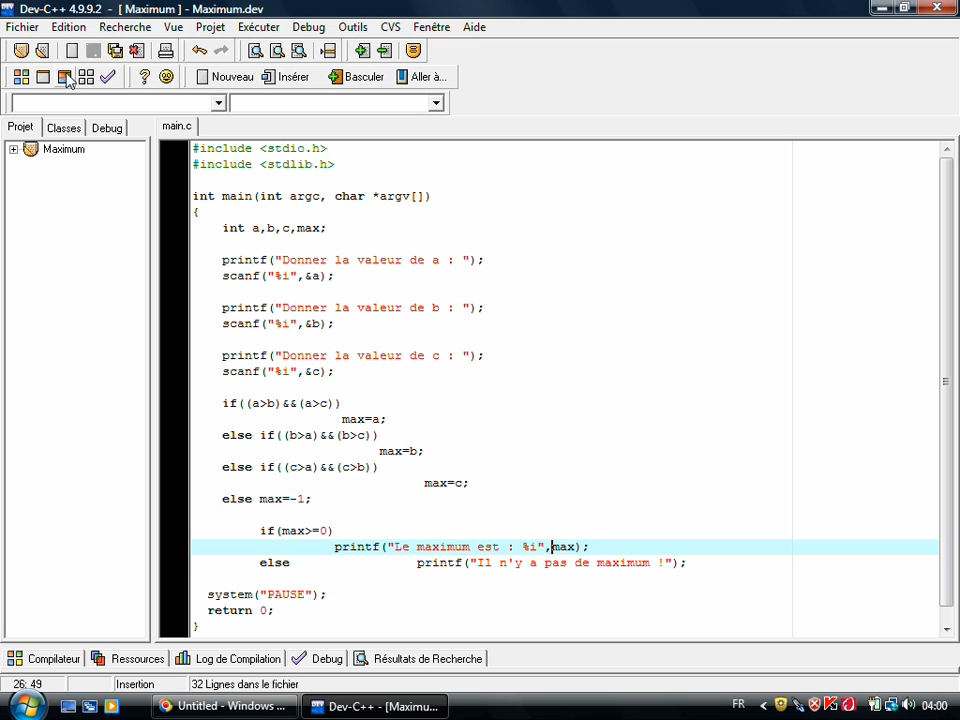 Dev-C++ 4.9.9.2 - [ Maximum ] - Maximum.dev
Fichier Edition Recherche Vue Projet Exécuter Debug Outils CVS Fenêtre Aide
Nouveau Insérer Basculer Aller à...
Projet Classes Debug
main.c
Maximum
#include <stdio.h>
#include <stdlib.h>
int main(int argc, char *argv[])
{
int a,b,c,max;
printf("Donner la valeur de a : ");
scanf("%i",&a);
printf("Donner la valeur de b : ");
scanf("%i",&b);
printf("Donner la valeur de c : ");
scanf("%i",&c);
if((a>b)&&(a>c))
max=a;
else if((b>a)&&(b>c))
max=b;
else if((c>a)&&(c>b))
max=c;
else max=-1;
if(max>=0)
printf("Le maximum est : %i",max);
else printf("Il n'y a pas de maximum !");
system("PAUSE");
return 0;
}
Compilateur Ressources Log de Compilation Debug Résultats de Recherche
26: 49 Insertion 32 Lignes dans le fichier
Untitled - Windows ... Dev-C++ - [Maximu... FR 04:00